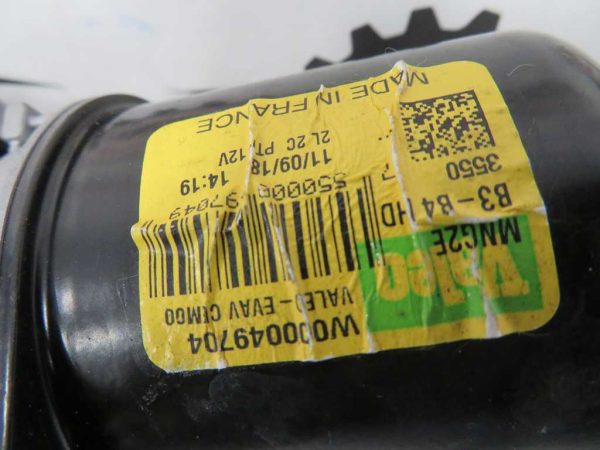 Valeo
W000049704
VALEO-EVAV CEM60
MNG2E
B3-B4 HD
3550
14:19
11/09/18
2L 2C PT 12V
MADE IN FRANCE